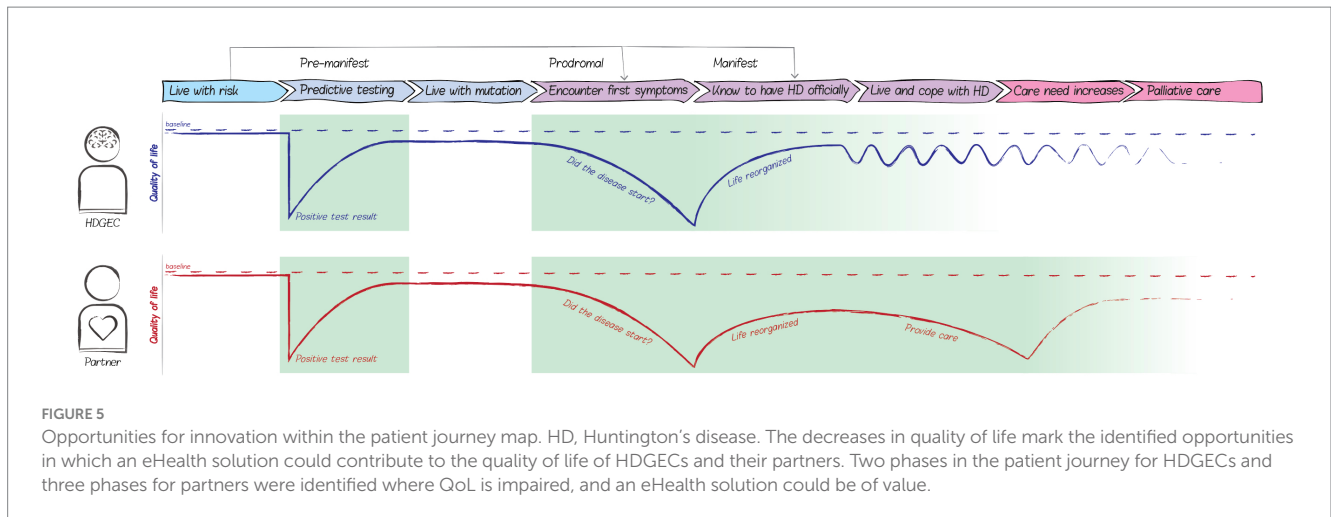 Pre-manifest Prodromal Manifest
Live with risk Predictive testing Live with mutation Encounter first symptoms Know to have HD officially Live and cope with HD Care need increases Palliative care
baseline
Quality of life
Did the disease start?
Life reorganized
Positive test result
HDGEC
baseline
Quality of life
Did the disease start?
Life reorganized
Provide care
Positive test result
Partner
FIGURE 5
Opportunities for innovation within the patient journey map. HD, Huntington's disease. The decreases in quality of life mark the identified opportunities
in which an eHealth solution could contribute to the quality of life of HDGECs and their partners. Two phases in the patient journey for HDGECs and
three phases for partners were identified where QoL is impaired, and an eHealth solution could be of value.